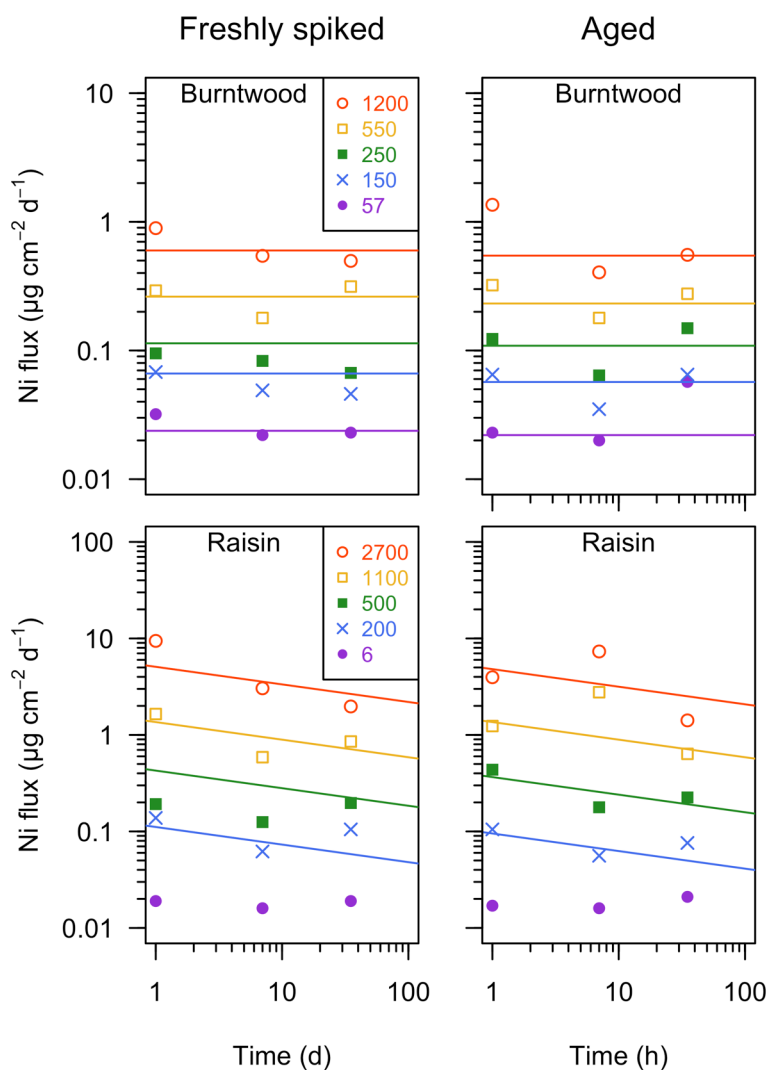 Freshly spiked
Aged
Burntwood
Burntwood
1200
550
250
150
57
10
1
0.1
0.01
Ni flux (µg cm−2 d−1)
Raisin
Raisin
2700
1100
500
200
6
100
10
1
0.1
0.01
Ni flux (µg cm−2 d−1)
1
10
100
1
10
100
Time (d)
Time (h)